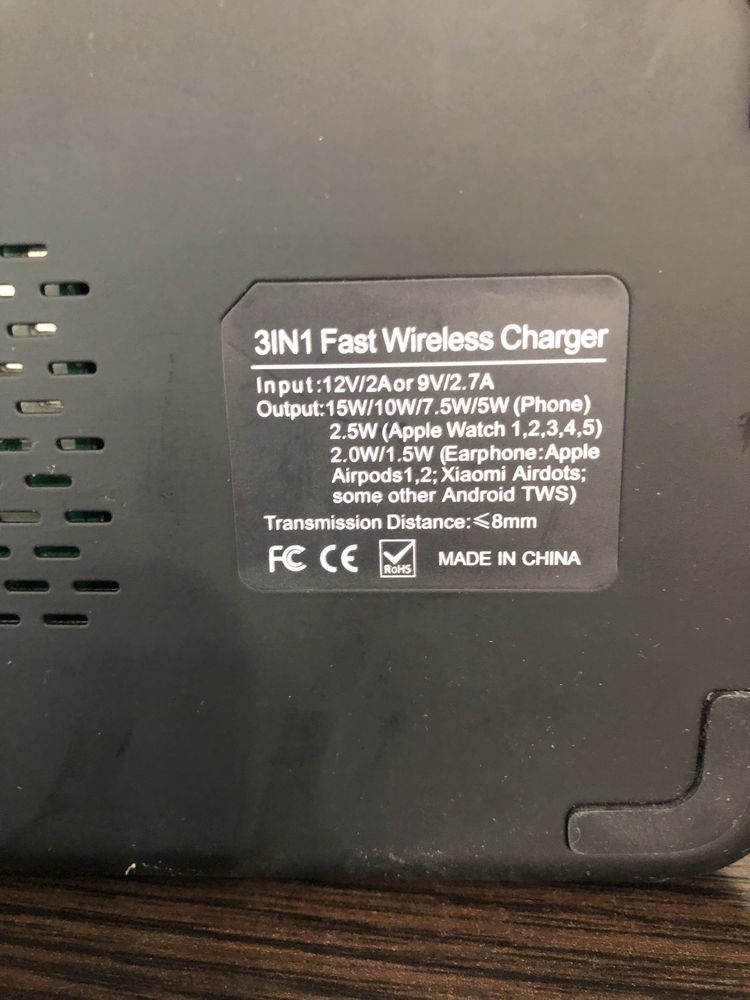 3IN1 Fast Wireless Charger
Input:12V/2A or 9V/2.7A
Output:15W/10W/7.5W/5W (Phone)
2.5W (Apple Watch 1,2,3,4,5)
2.0W/1.5W (Earphone:Apple
Airpods1,2; Xiaomi Airdots;
some other Android TWS)
Transmission Distance:≤8mm
FC CE RoHS MADE IN CHINA